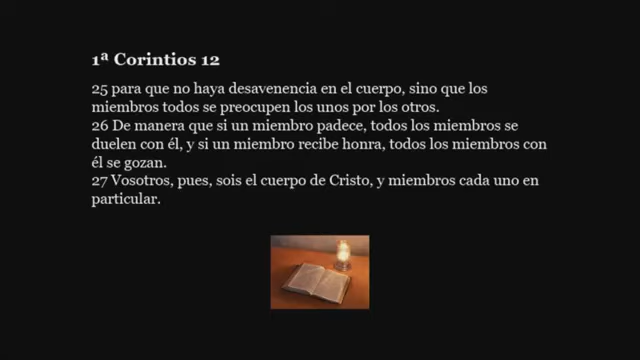 1ª Corintios 12
25 para que no haya desavenencia en el cuerpo, sino que los
miembros todos se preocupen los unos por los otros.
26 De manera que si un miembro padece, todos los miembros se
duelen con él, y si un miembro recibe honra, todos los miembros con
él se gozan.
27 Vosotros, pues, sois el cuerpo de Cristo, y miembros cada uno en
particular.